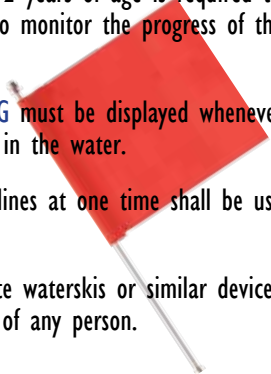 2 years of age is required t
o monitor the progress of th
G must be displayed wheneve
in the water.
lines at one time shall be us
te waterskis or similar device
of any person.